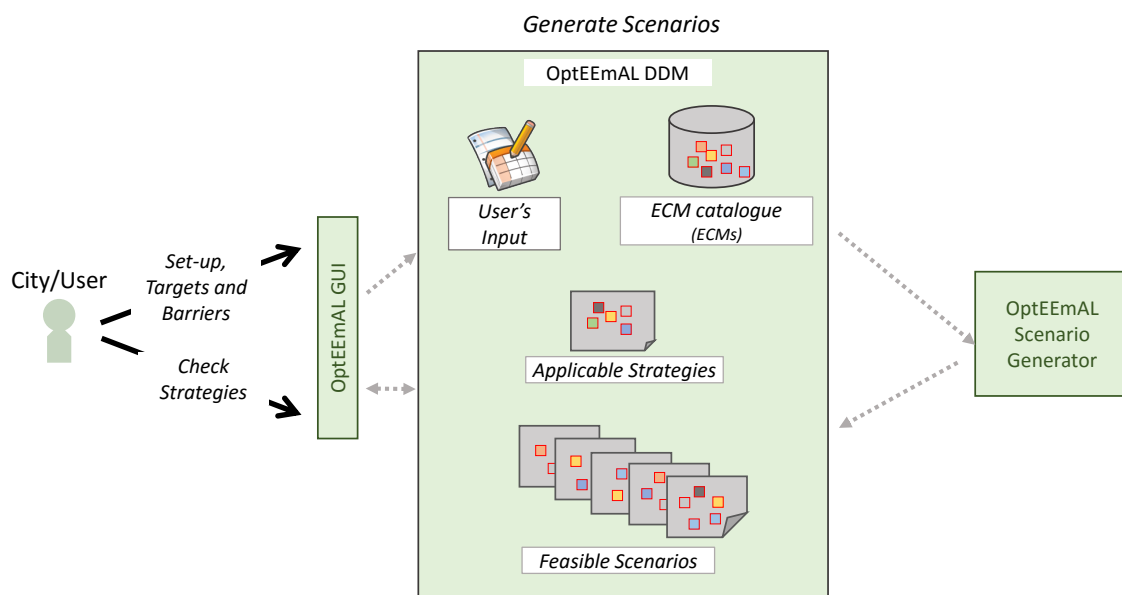 Generate Scenarios
OptEEmAL DDM
User's
Input
ECM catalogue
(ECMs)
City/User
Set-up,
Targets and
Barriers
Check
Strategies
OptEEmAL GUI
Applicable Strategies
Feasible Scenarios
OptEEmAL
Scenario
Generator